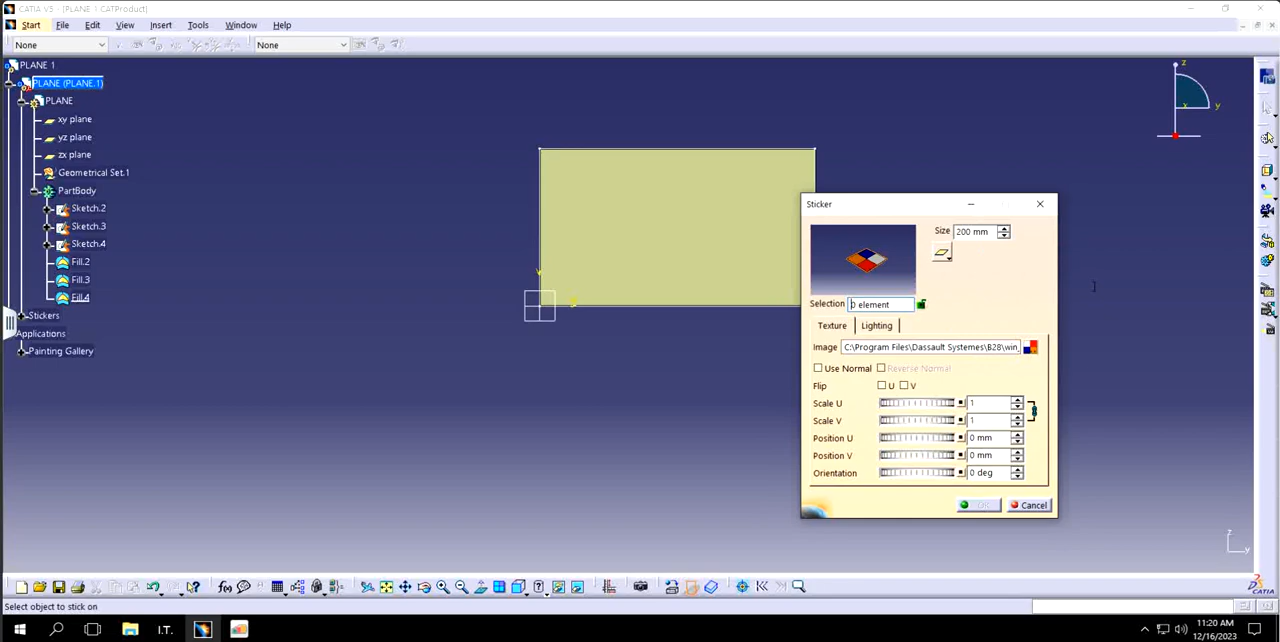 CATIA V5 - [PLANE 1.CATProduct]
Start File Edit View Insert Tools Window Help
None None
PLANE 1
PLANE (PLANE.1)
PLANE
xy plane
yz plane
zx plane
Geometrical Set.1
PartBody
Sketch.2
Sketch.3
Sketch.4
Fill.2
Fill.3
Fill.4
Stickers
Applications
Painting Gallery
z
x y
Sticker
Size 200 mm
Selection 0 element
Texture Lighting
Image C:\Program Files\Dassault Systemes\B28\win_
Use Normal Reverse Normal
Flip U V
Scale U 1
Scale V 1
Position U 0 mm
Position V 0 mm
Orientation 0 deg
OK Cancel
z
y
CATIA
Select object to stick on
I.T.
11:20 AM
12/16/2023